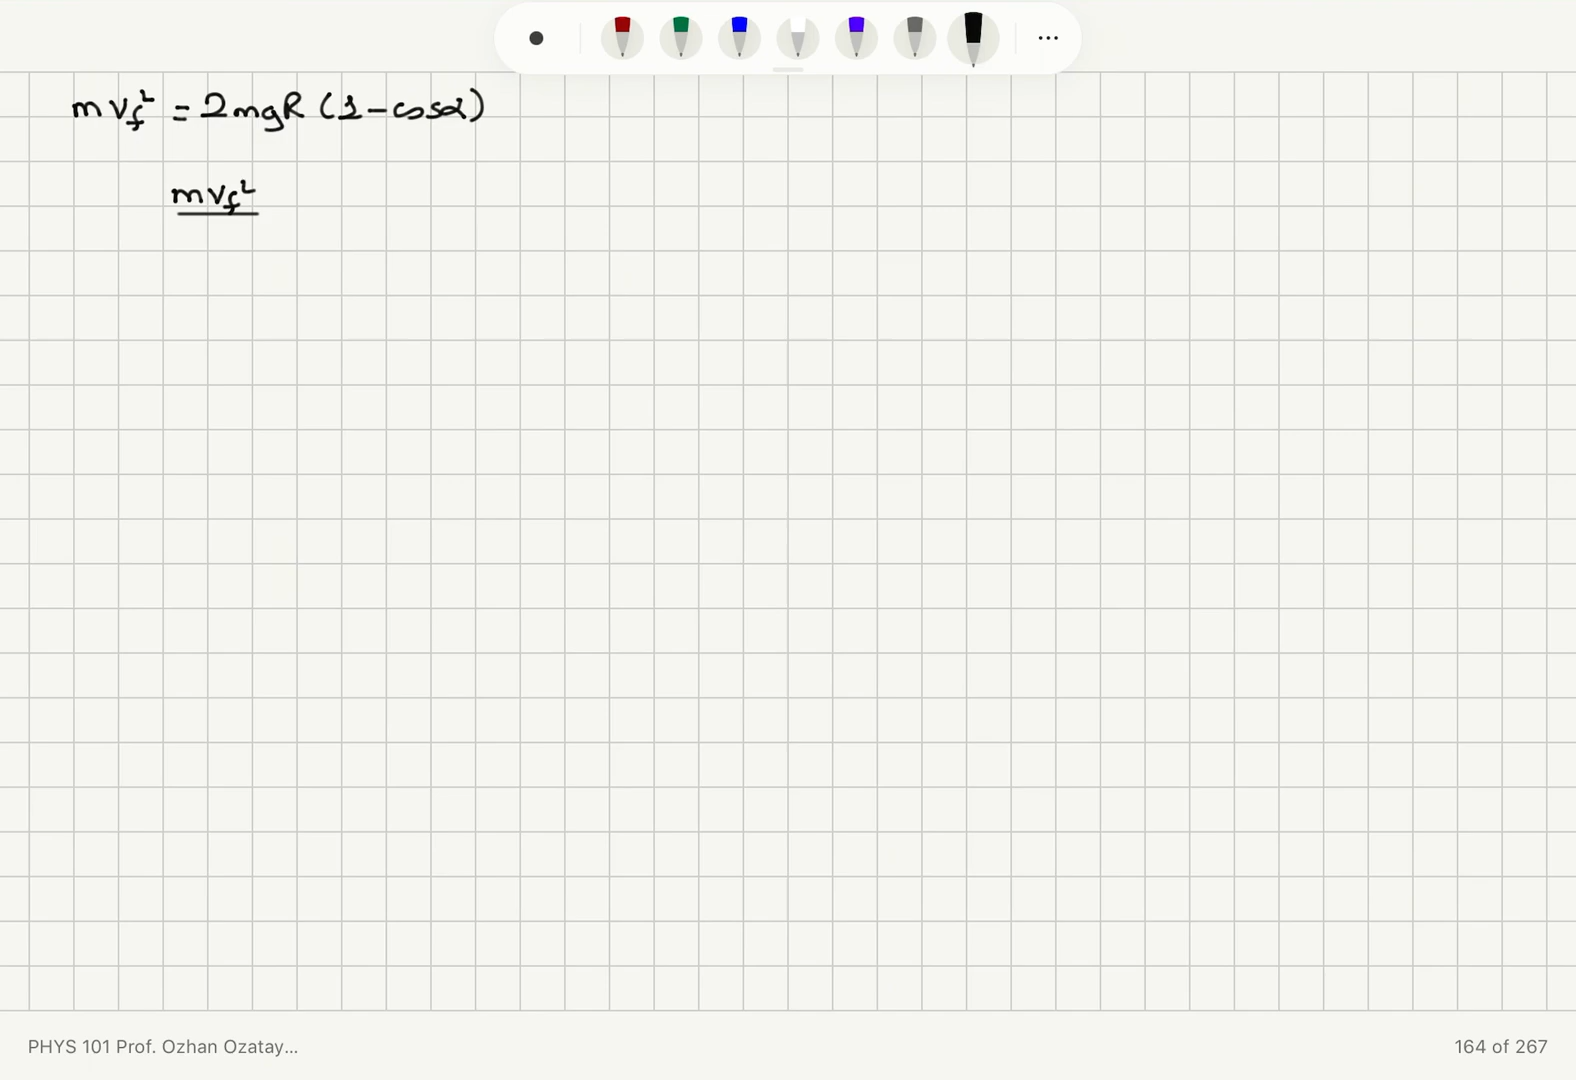 mv_f² = 2mgR (1-cosα)
mv_f²
PHYS 101 Prof. Ozhan Ozatay...
164 of 267